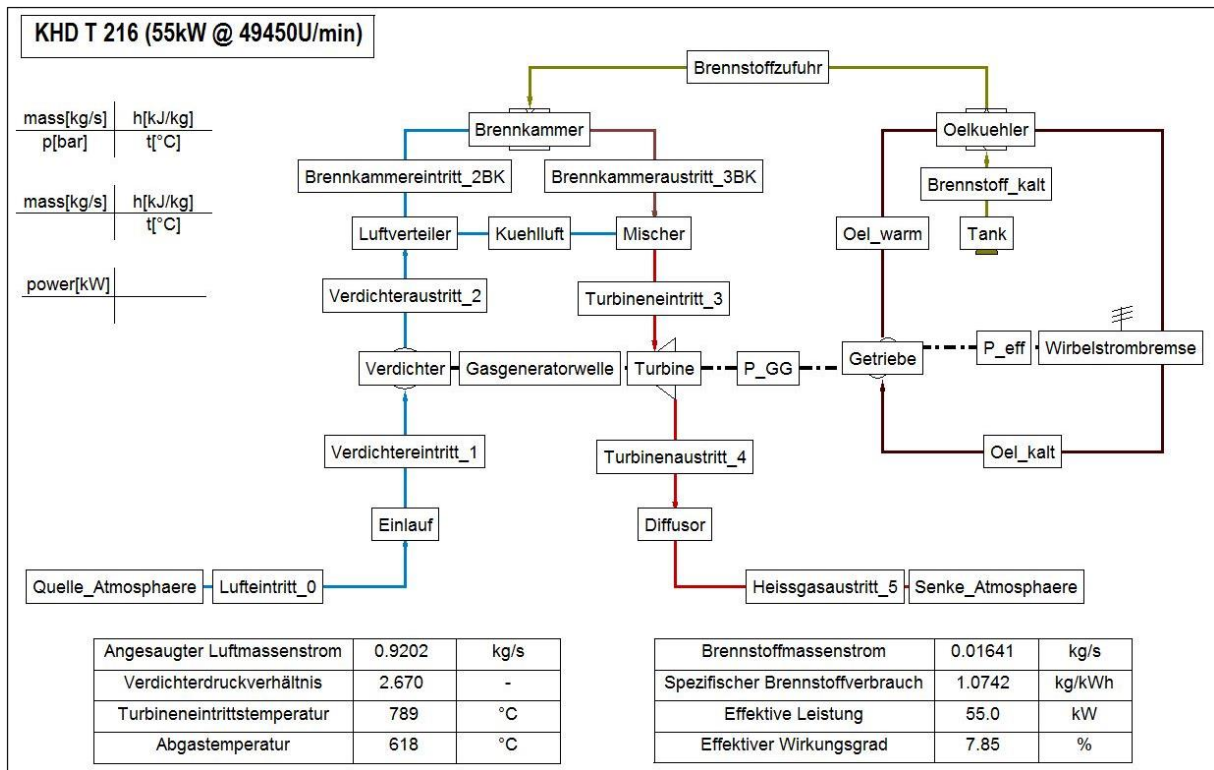 KHD T 216 (55kW @ 49450U/min)
Brennstoffzufuhr
mass[kg/s] h[kJ/kg]
p[bar] t[°C]
Brennkammer
Oelkuehler
Brennkammereintritt_2BK
Brennkammeraustritt_3BK
Brennstoff_kalt
mass[kg/s] h[kJ/kg]
t[°C]
Luftverteiler
Kuehlluft
Mischer
Oel_warm
Tank
power[kW]
Verdichteraustritt_2
Turbineneintritt_3
Verdichter
Gasgeneratorwelle
Turbine
P_GG
Getriebe
P_eff
Wirbelstrombremse
Verdichtereintritt_1
Turbinenaustritt_4
Oel_kalt
Einlauf
Diffusor
Quelle_Atmosphaere
Lufteintritt_0
Heissgasaustritt_5
Senke_Atmosphaere
Angesaugter Luftmassenstrom 0.9202 kg/s
Verdichterdruckverhältnis 2.670 -
Turbineneintrittstemperatur 789 °C
Abgastemperatur 618 °C
Brennstoffmassenstrom 0.01641 kg/s
Spezifischer Brennstoffverbrauch 1.0742 kg/kWh
Effektive Leistung 55.0 kW
Effektiver Wirkungsgrad 7.85 %